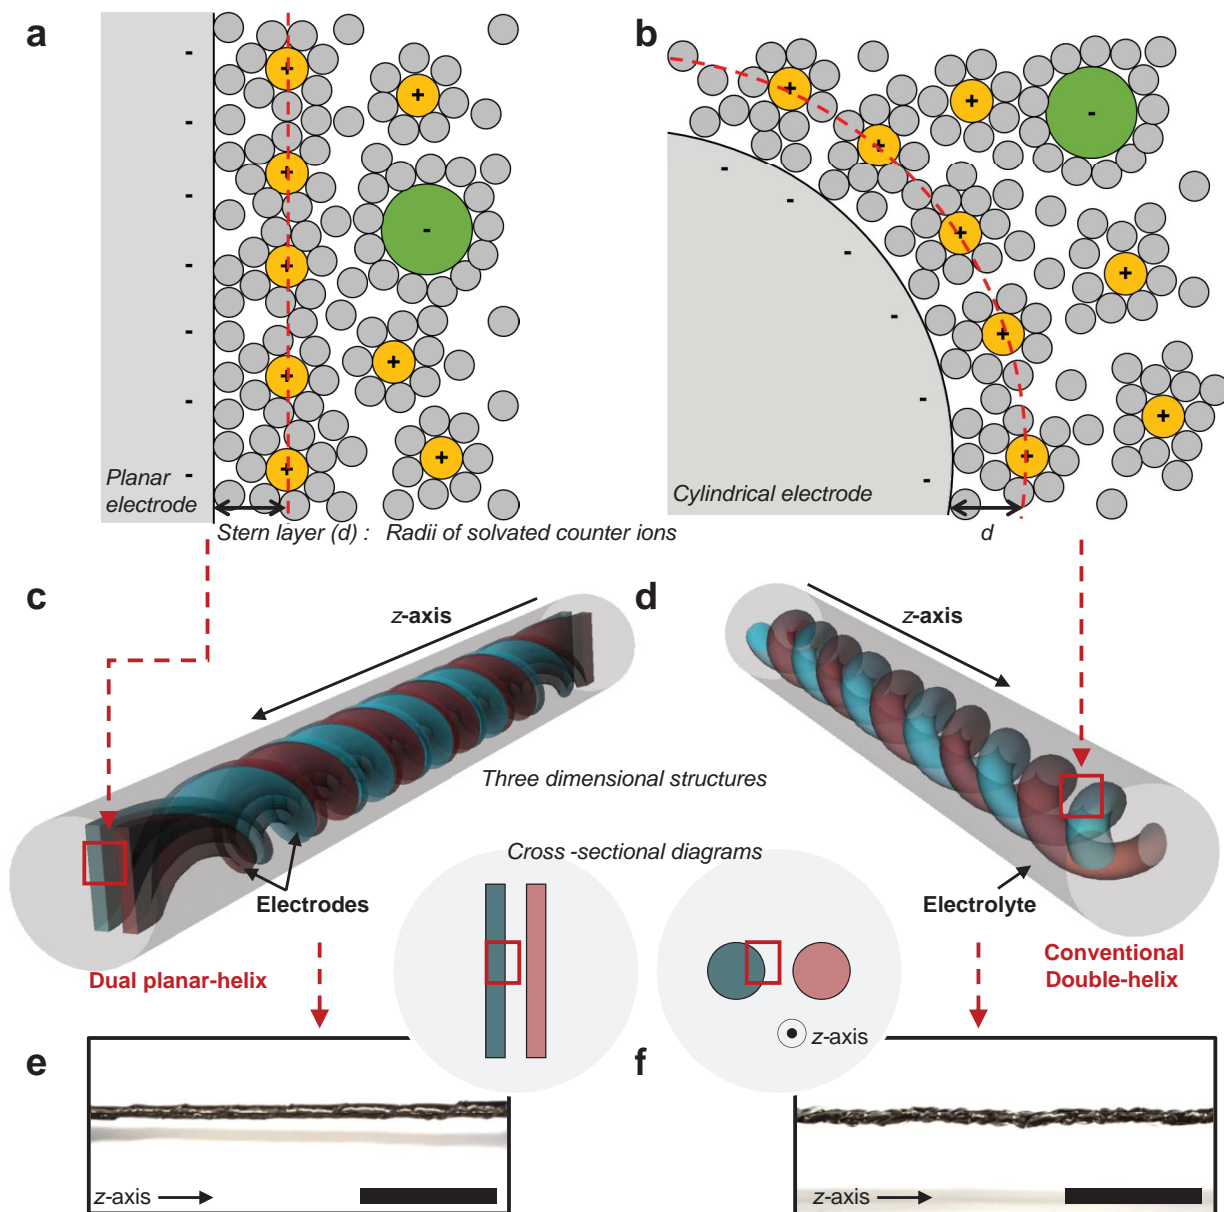 a
b
Planar
electrode
Cylindrical electrode
Stern layer (d) : Radii of solvated counter ions
d
c
d
z-axis
z-axis
Three dimensional structures
Cross -sectional diagrams
Electrodes
Electrolyte
Dual planar-helix
Conventional
Double-helix
z-axis
e
f
z-axis
z-axis